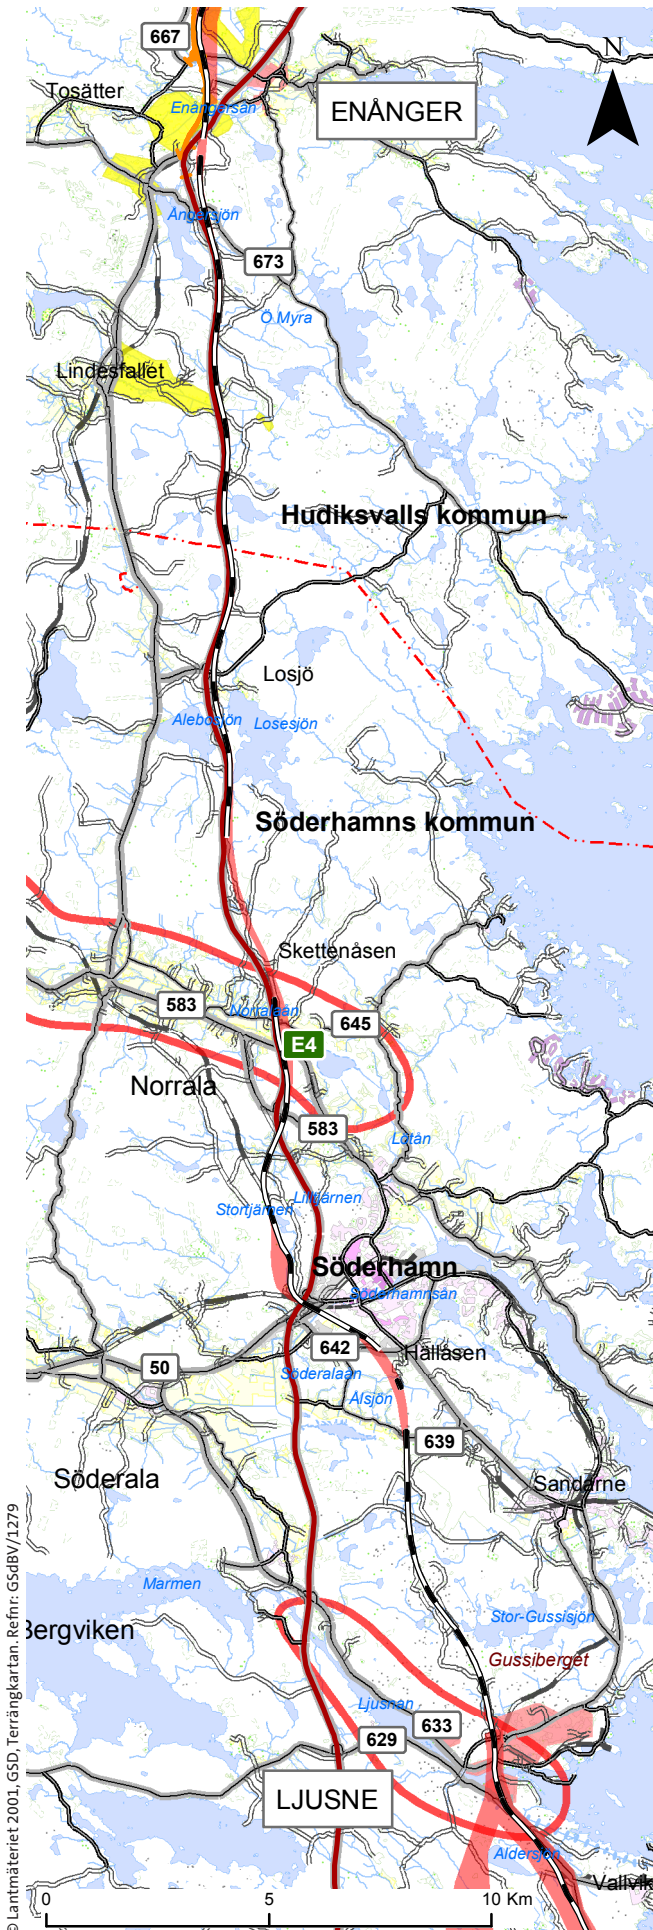 667
N
Tosätter
ENÅNGER
Enångersån
Ångersjön
673
Ö Myra
Lindesfallet
Hudiksvalls kommun
Losjö
Alebosjön
Losesjön
Söderhamns kommun
Skettenåsen
583
Norralaån
645
E4
Norrala
583
Lötån
Lilltjärnen
Stortjärnen
Söderhamn
Söderhamnsån
642
Hällåsen
50
Söderalaån
Alsjön
639
Söderala
Sandarne
Marmen
Stor-Gussisjön
Bergviken
Gussiberget
Ljusnan
633
629
LJUSNE
Aldersjön
Vallvik
0 5 10 Km
© Lantmäteriet 2001, GSD, Terrängkartan. Refnr: GSdBV/1279